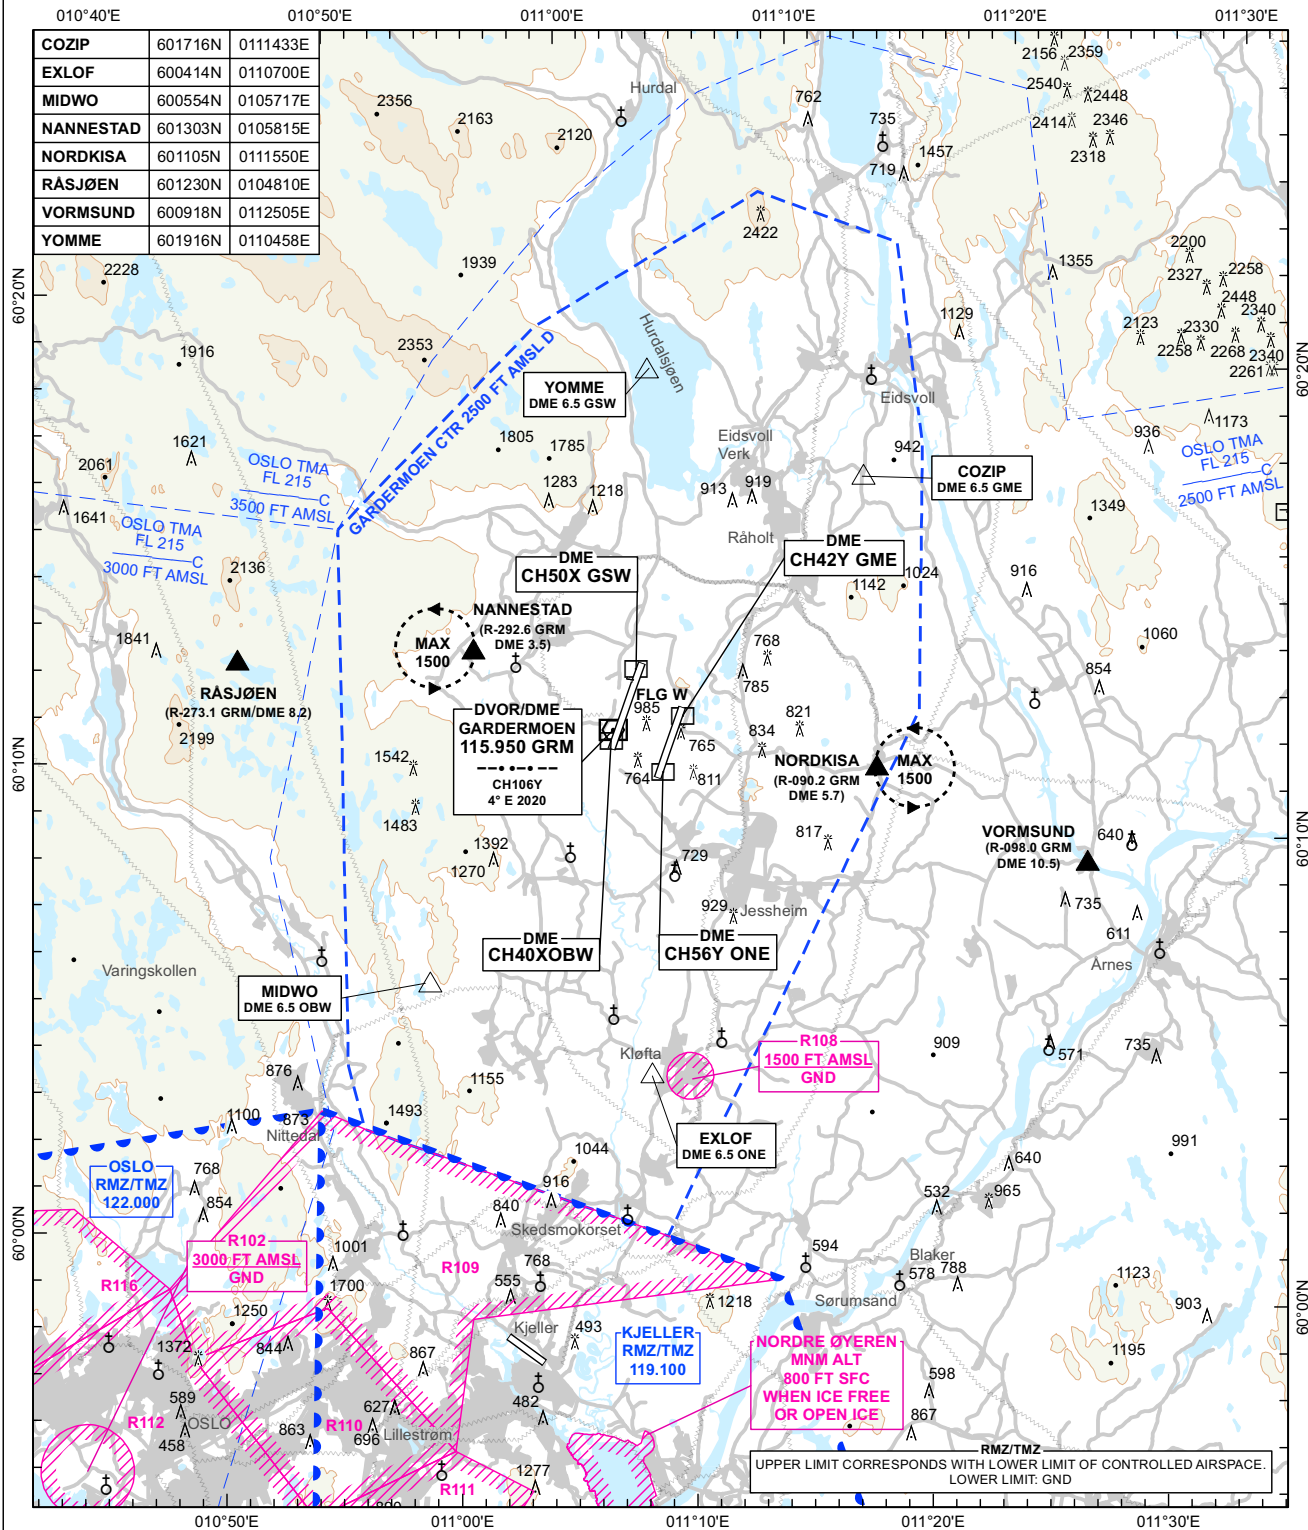 010°40'E 010°50'E 011°00'E 011°10'E 011°20'E 011°30'E
COZIP 601716N 0111433E
EXLOF 600414N 0110700E
MIDWO 600554N 0105717E
NANNESTAD 601303N 0105815E
NORDKISA 601105N 0111550E
RÅSJØEN 601230N 0104810E
VORMSUND 600918N 0112505E
YOMME 601916N 0110458E
2156 2359
2540
2448
2414
2346
2318
Hurdal
762
735
2356
2163
2120
1457
719
2422
2200
2258
2327
2448
2340
2330
2123
2258
2268
2340
2261
1355
1129
2228
1939
60°20'N
2353
1916
GARDERMOEN CTR 2500 FT AMSL D
Hurdalsjøen
YOMME
DME 6.5 GSW
60°20'N
Eidsvoll
1173
936
OSLO TMA
FL 215
C
2500 FT AMSL
1805
1785
Eidsvoll
Verk
942
COZIP
DME 6.5 GME
1621
2061
OSLO TMA
FL 215
C
3500 FT AMSL
1283
1218
913
919
1641
OSLO TMA
FL 215
C
3000 FT AMSL
1349
Råholt
DME
CH42Y GME
DME
CH50X GSW
2136
1142
1024
916
NANNESTAD
(R-292.6 GRM
DME 3.5)
MAX
1500
1841
768
785
1060
854
RÅSJØEN
(R-273.1 GRM/DME 8.2)
2199
FLG W
985
DVOR/DME
GARDERMOEN
115.950 GRM
CH106Y
4° E 2020
765
764
811
821
834
NORDKISA
(R-090.2 GRM
DME 5.7)
MAX
1500
1542
60°10'N
1483
817
VORMSUND
(R-098.0 GRM
DME 10.5)
640
60°10'N
1392
1270
729
929
Jessheim
735
611
DME
CH40XOBW
DME
CH56Y ONE
Årnes
Varingskollen
MIDWO
DME 6.5 OBW
Kløfta
R108
1500 FT AMSL
GND
909
571
735
876
1155
1100
873
Nittedal
1493
EXLOF
DME 6.5 ONE
991
1044
640
OSLO
RMZ/TMZ
122.000
768
854
916
840
Skedsmokorset
532
965
60°00'N
R102
3000 FT AMSL
GND
1001
R109
768
594
Blaker
578
788
R116
1700
555
1218
Sørumsand
1123
903
60°00'N
1250
Kjeller
493
KJELLER
RMZ/TMZ
119.100
NORDRE ØYEREN
MNM ALT
800 FT SFC
WHEN ICE FREE
OR OPEN ICE
1372
844
867
1195
598
589
R112
OSLO
458
R110
627
696
863
Lillestrøm
482
867
R111
1277
RMZ/TMZ
UPPER LIMIT CORRESPONDS WITH LOWER LIMIT OF CONTROLLED AIRSPACE.
LOWER LIMIT: GND
010°50'E 011°00'E 011°10'E 011°20'E 011°30'E